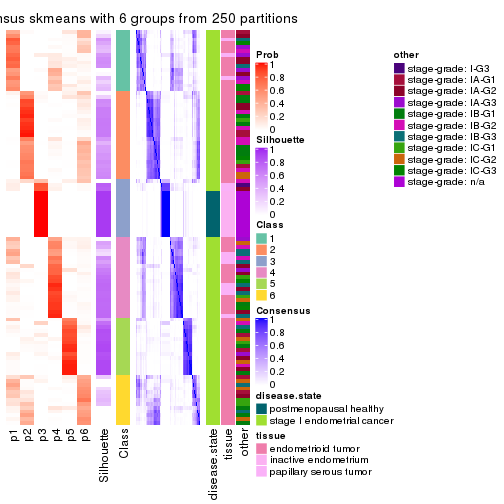 nsus skmeans with 6 groups from 250 partitions
Prob
1
0.8
0.6
0.4
0.2
0
Silhouette
1
0.8
0.6
0.4
0.2
0
Class
1
2
3
4
5
6
Consensus
1
0.8
0.6
0.4
0.2
0
disease.state
postmenopausal healthy
stage I endometrial cancer
tissue
endometrioid tumor
inactive endometrium
papillary serous tumor
other
stage-grade: I-G3
stage-grade: IA-G1
stage-grade: IA-G2
stage-grade: IA-G3
stage-grade: IB-G1
stage-grade: IB-G2
stage-grade: IB-G3
stage-grade: IC-G1
stage-grade: IC-G2
stage-grade: IC-G3
stage-grade: n/a
p1
p2
p3
p4
p5
p6
Silhouette
Class
disease.state
tissue
other